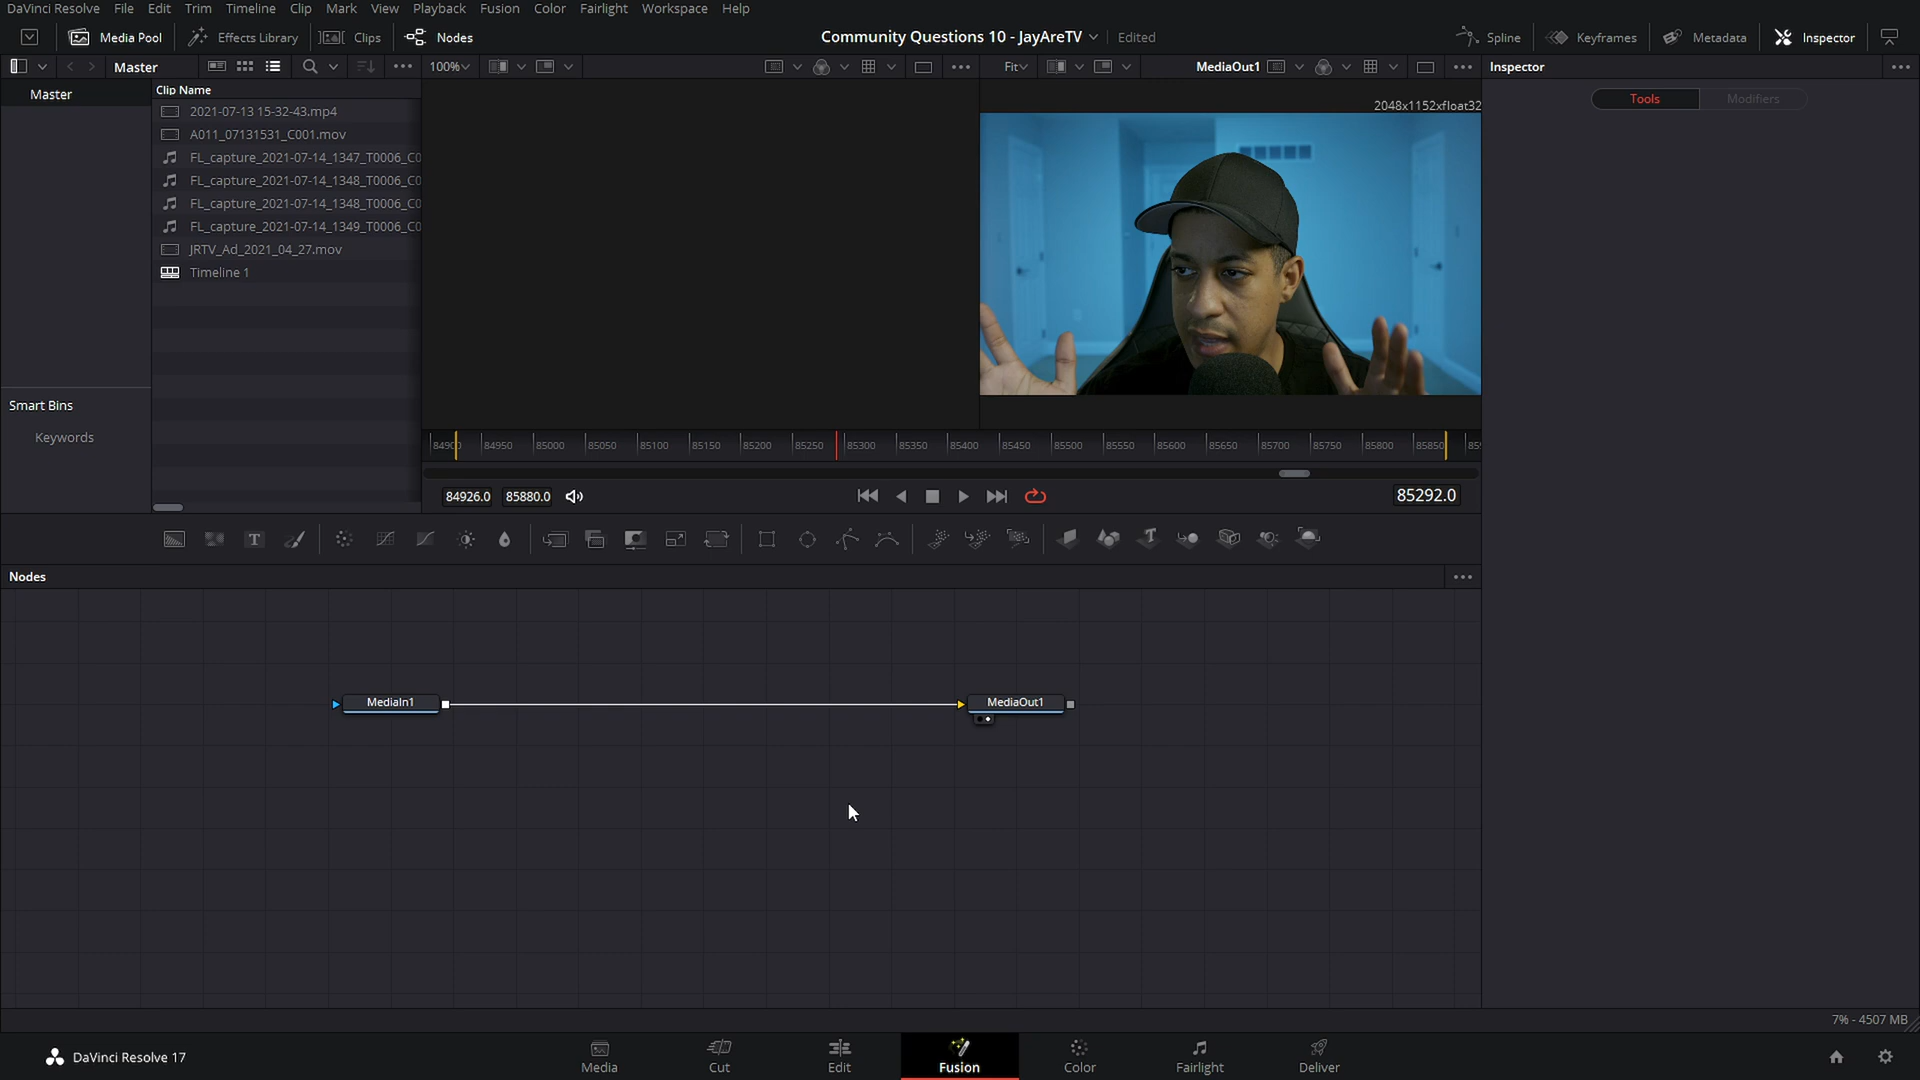 DaVinci Resolve File Edit Trim Timeline Clip Mark View Playback Fusion Color Fairlight Workspace Help
Media Pool Effects Library Clips Nodes Community Questions 10 - JayAreTV Edited Spline Keyframes Metadata Inspector
Master 100% Fit MediaOut1 Inspector
Master
Clip Name
Tools Modifiers
2048x1152xfloat32
2021-07-13 15-32-43.mp4
A011_07131531_C001.mov
FL_capture_2021-07-14_1347_T0006_C0
FL_capture_2021-07-14_1348_T0006_C0
FL_capture_2021-07-14_1348_T0006_C0
FL_capture_2021-07-14_1349_T0006_C0
JRTV_Ad_2021_04_27.mov
Timeline 1
Smart Bins
Keywords
84900 84950 85000 85050 85100 85150 85200 85250 85300 85350 85400 85450 85500 85550 85600 85650 85700 85750 85800 85850
84926.0 85880.0 85292.0
T T
Nodes
MediaIn1 MediaOut1
7% - 4507 MB
DaVinci Resolve 17
Media Cut Edit Fusion Color Fairlight Deliver